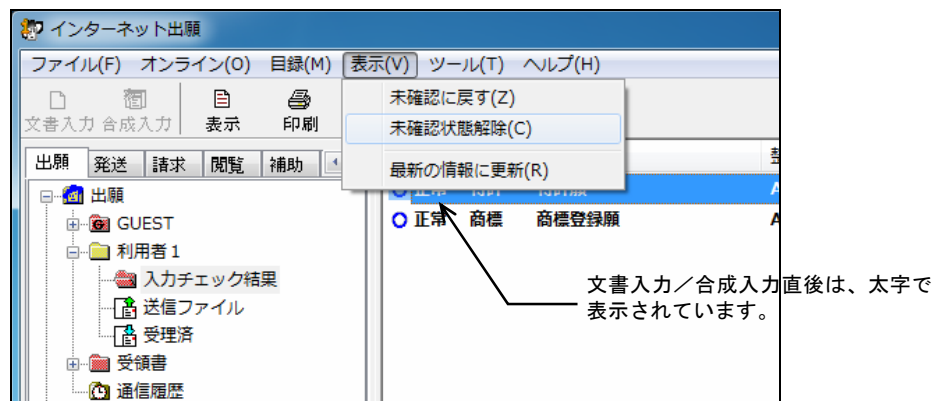 インターネット出願
ファイル(F) オンライン(O) 目録(M) 表示(V) ツール(T) ヘルプ(H)
文書入力 合成入力 表示 印刷
未確認に戻す(Z)
未確認状態解除(C)
最新の情報に更新(R)
出願 発送 請求 閲覧 補助
出願
GUEST
利用者1
入力チェック結果
送信ファイル
受理済
受領書
通信履歴
正常 商標 商標登録願
文書入力／合成入力直後は、太字で
表示されています。